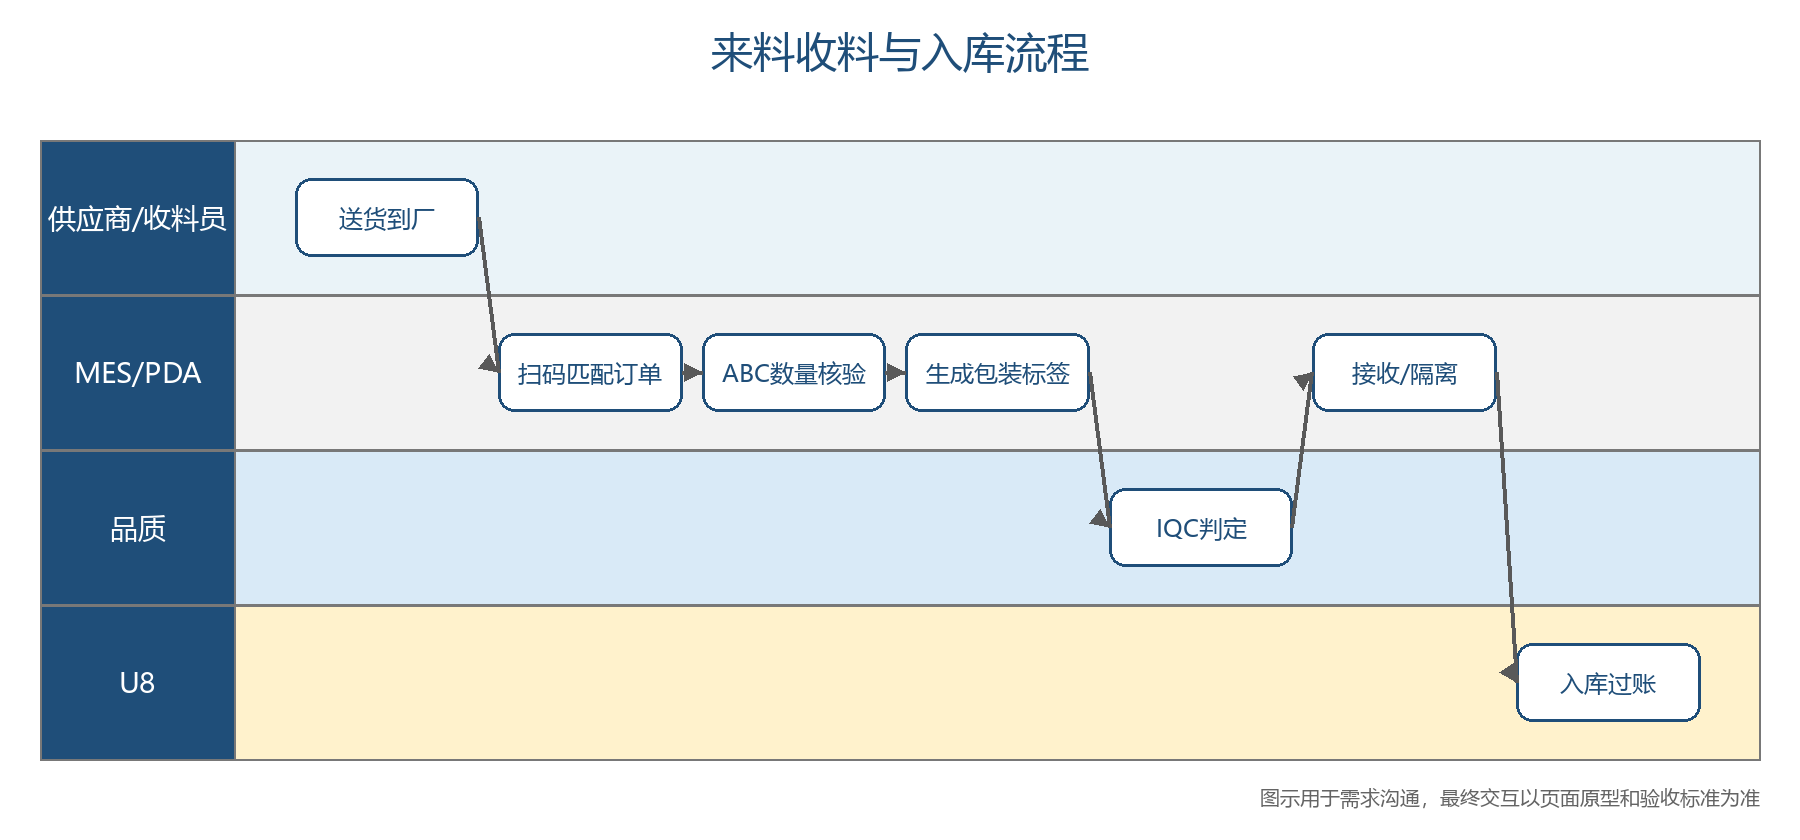 来料收料与入库流程
供应商/收料员
送货到厂
MES/PDA
扫码匹配订单
ABC数量核验
生成包装标签
接收/隔离
品质
IQC判定
U8
入库过账
图示用于需求沟通，最终交互以页面原型和验收标准为准